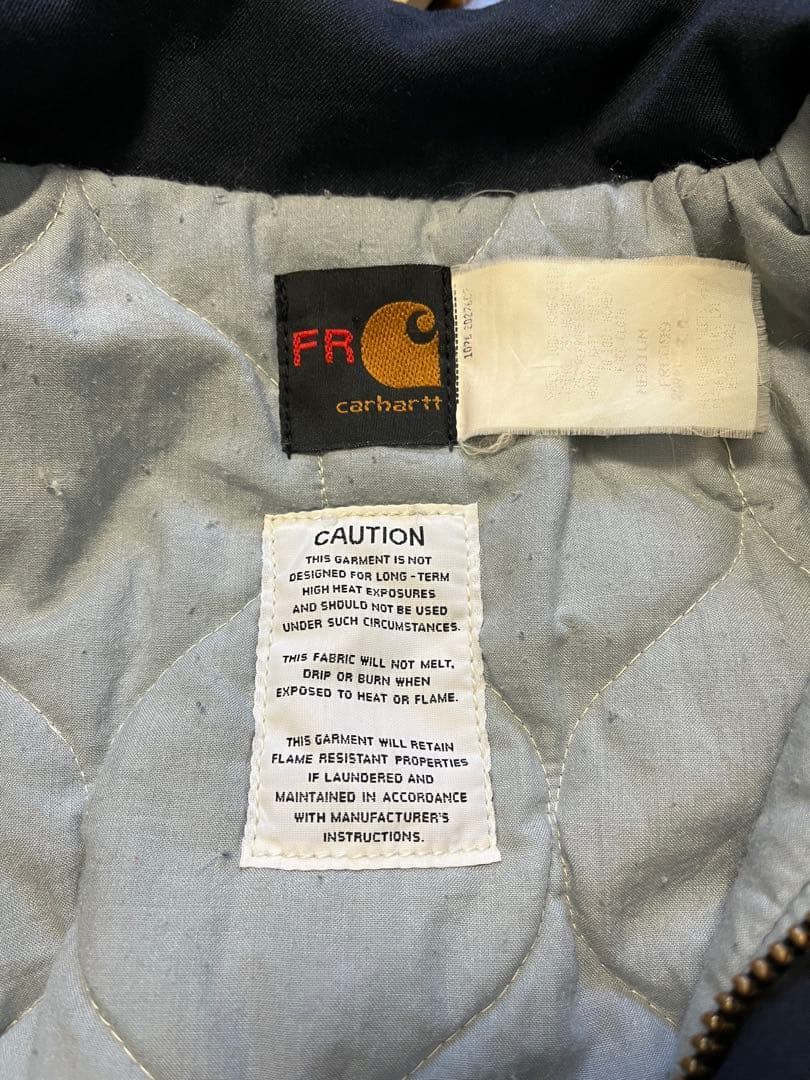 FR
carhartt
MEDIUM
CAUTION
THIS GARMENT IS NOT
DESIGNED FOR LONG-TERM
HIGH HEAT EXPOSURES
AND SHOULD NOT BE USED
UNDER SUCH CIRCUMSTANCES.
THIS FABRIC WILL NOT MELT,
DRIP OR BURN WHEN
EXPOSED TO HEAT OR FLAME.
THIS GARMENT WILL RETAIN
FLAME RESISTANT PROPERTIES
IF LAUNDERED AND
MAINTAINED IN ACCORDANCE
WITH MANUFACTURER'S
INSTRUCTIONS.